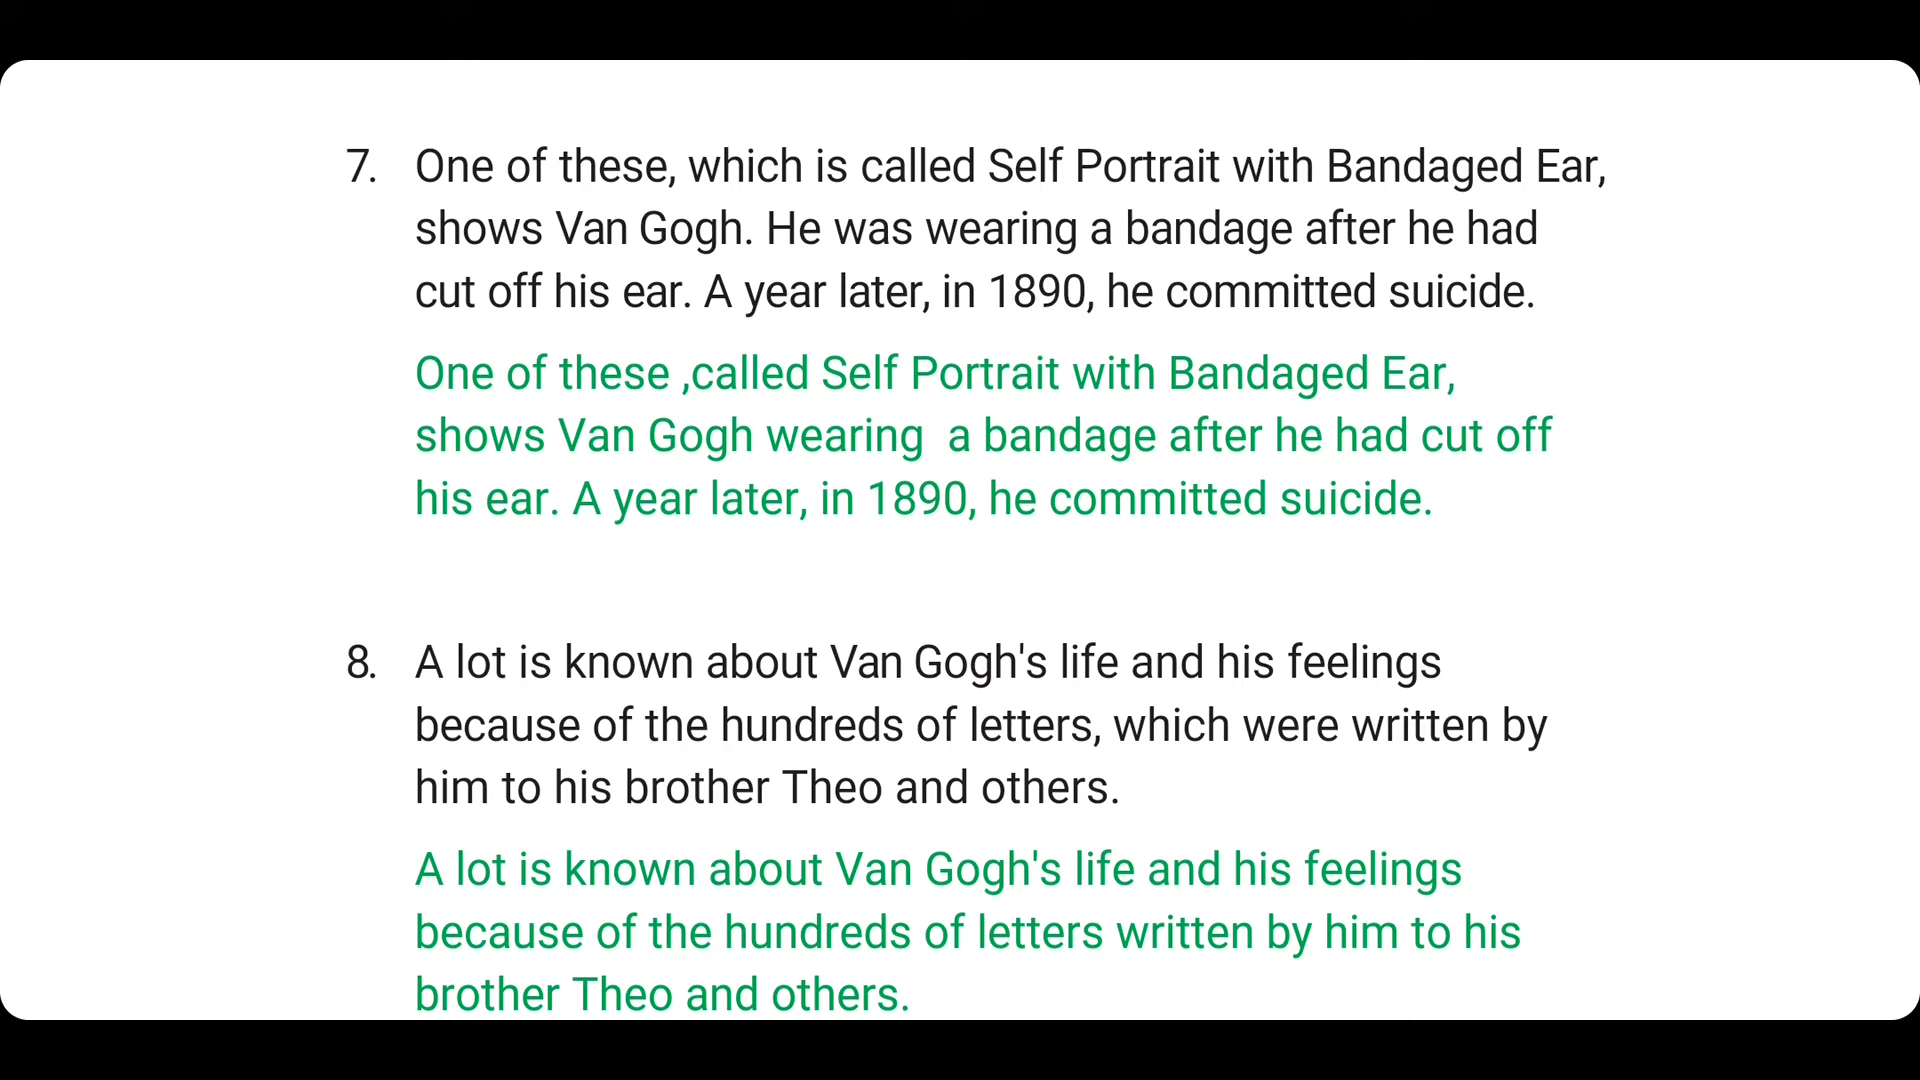 7. One of these, which is called Self Portrait with Bandaged Ear,
shows Van Gogh. He was wearing a bandage after he had
cut off his ear. A year later, in 1890, he committed suicide.
One of these ,called Self Portrait with Bandaged Ear,
shows Van Gogh wearing  a bandage after he had cut off
his ear. A year later, in 1890, he committed suicide.
8. A lot is known about Van Gogh's life and his feelings
because of the hundreds of letters, which were written by
him to his brother Theo and others.
A lot is known about Van Gogh's life and his feelings
because of the hundreds of letters written by him to his
brother Theo and others.